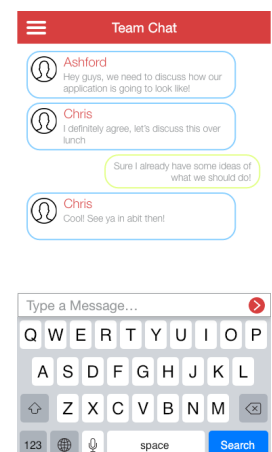 Team Chat
Ashford
Hey guys, we need to discuss how our
application is going to look like!
Chris
I definitely agree, let's discuss this over
lunch
Sure I already have some ideas of
what we should do!
Chris
Cool! See ya in abit then!
Type a Message...
Q W E R T Y U I O P
A S D F G H J K L
Z X C V B N M
123 space Search